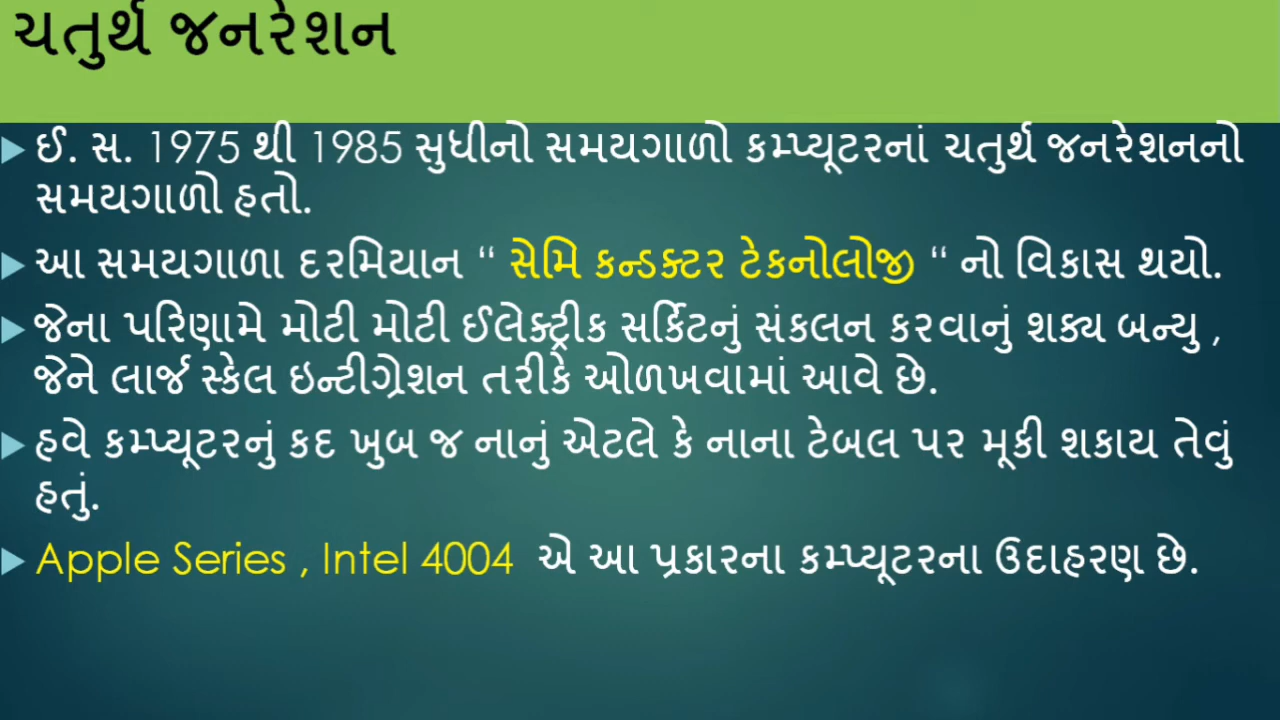 ચતુર્થ જનરેશન
ઈ. સ. 1975 થી 1985 સુધીનો સમયગાળો કમ્પ્યૂટરનાં ચતુર્થ જનરેશનનો
સમયગાળો હતો.
આ સમયગાળા દરમિયાન “ સેમિ કન્ડક્ટર ટેકનોલોજી “ નો વિકાસ થયો.
જેના પરિણામે મોટી મોટી ઈલેક્ટ્રીક સર્કિટનું સંકલન કરવાનું શક્ય બન્યુ ,
જેને લાર્જ સ્કેલ ઇન્ટીગ્રેશન તરીકે ઓળખવામાં આવે છે.
હવે કમ્પ્યૂટરનું કદ ખુબ જ નાનું એટલે કે નાના ટેબલ પર મૂકી શકાય તેવું
હતું.
Apple Series , Intel 4004 એ આ પ્રકારના કમ્પ્યૂટરના ઉદાહરણ છે.